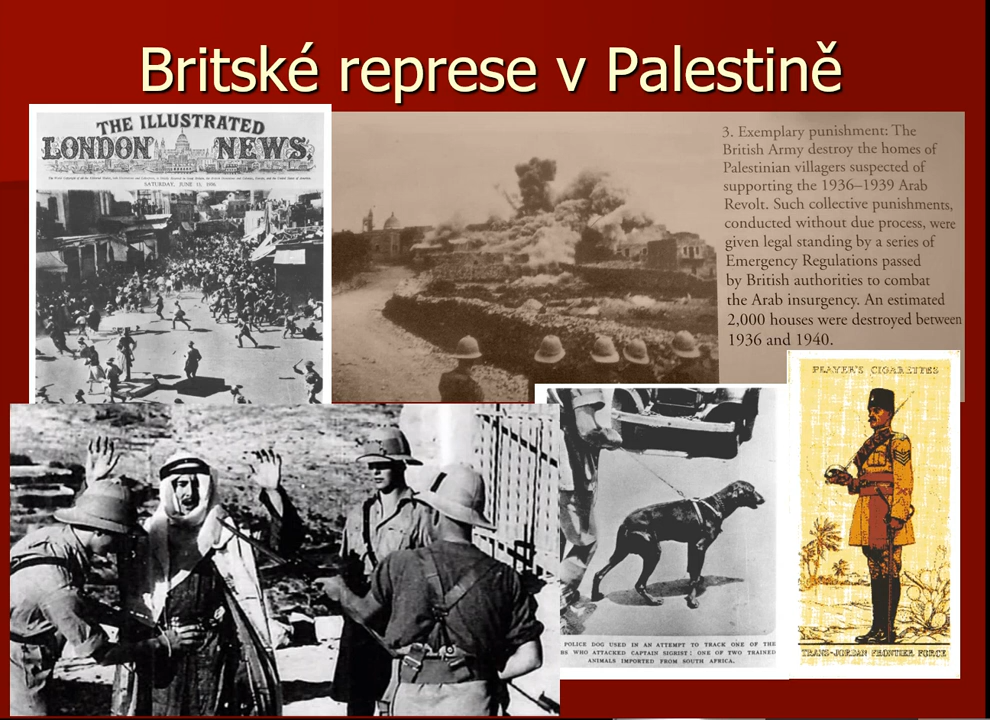 Britské represe v Palestině
THE ILLUSTRATED
LONDON NEWS.
SATURDAY, JUNE 13, 1936
3. Exemplary punishment: The
British Army destroy the homes of
Palestinian villagers suspected of
supporting the 1936–1939 Arab
Revolt. Such collective punishments,
conducted without due process, were
given legal standing by a series of
Emergency Regulations passed
by British authorities to combat
the Arab insurgency. An estimated
2,000 houses were destroyed between
1936 and 1940.
PLAYER'S CIGARETTES
POLICE DOG USED IN AN ATTEMPT TO TRACK ONE OF THE
BS WHO ATTACKED CAPTAIN SIGRIST; ONE OF TWO TRAINED
ANIMALS IMPORTED FROM SOUTH AFRICA.
TRANS-JORDAN FRONTIER FORCE